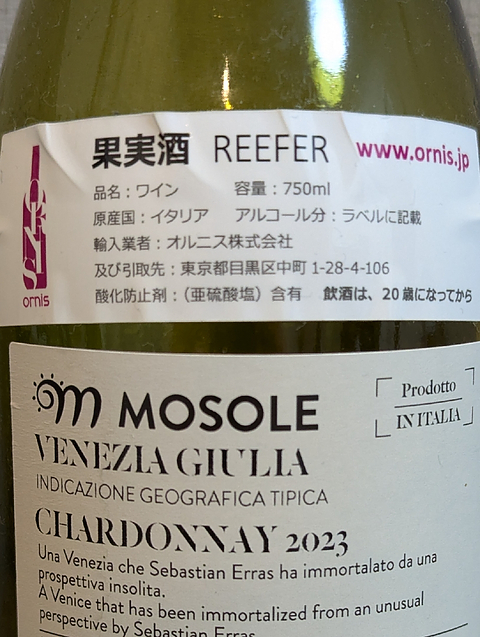 果実酒 REEFER www.ornis.jp
品名：ワイン 容量：750ml
原産国：イタリア アルコール分：ラベルに記載
輸入業者：オルニス株式会社
及び引取先：東京都目黒区中町 1-28-4-106
酸化防止剤：（亜硫酸塩）含有 飲酒は、20歳になってから
ORNIS
ornis
m MOSOLE
Prodotto
IN ITALIA
VENEZIA GIULIA
INDICAZIONE GEOGRAFICA TIPICA
CHARDONNAY 2023
Una Venezia che Sebastian Erras ha immortalato da una
prospettiva insolita.
A Venice that has been immortalized from an unusual
perspective by Sebastian Erras